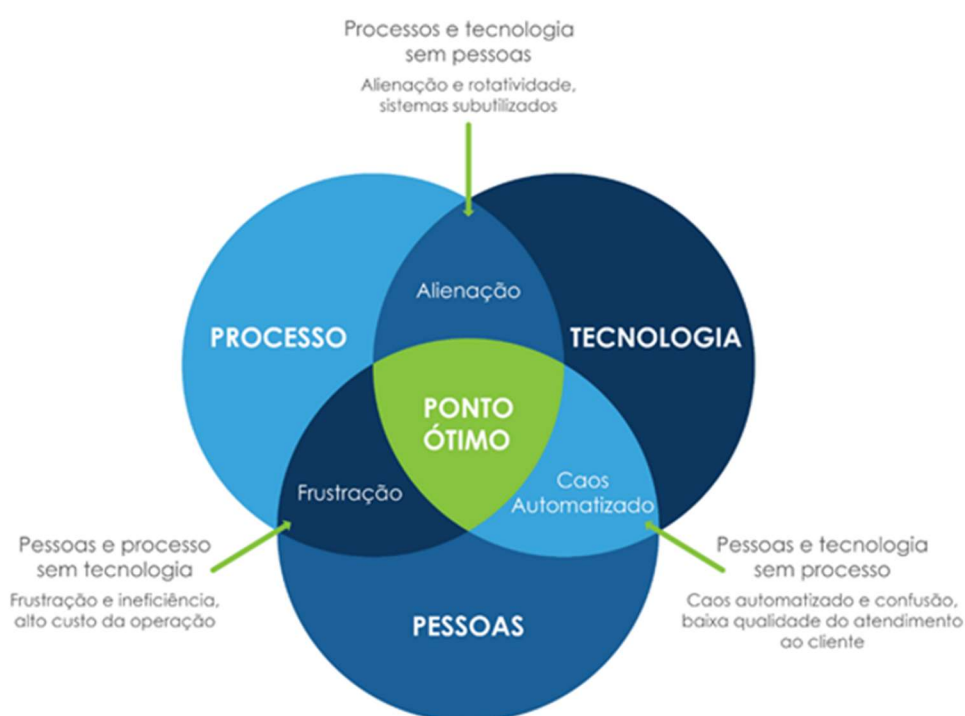 Processos e tecnologia
sem pessoas
Alienação e rotatividade,
sistemas subutilizados
Alienação
PROCESSO
TECNOLOGIA
PONTO
ÓTIMO
Frustração
Caos
Automatizado
Pessoas e processo
sem tecnologia
Frustração e ineficiência,
alto custo da operação
Pessoas e tecnologia
sem processo
Caos automatizado e confusão,
baixa qualidade do atendimento
ao cliente
PESSOAS